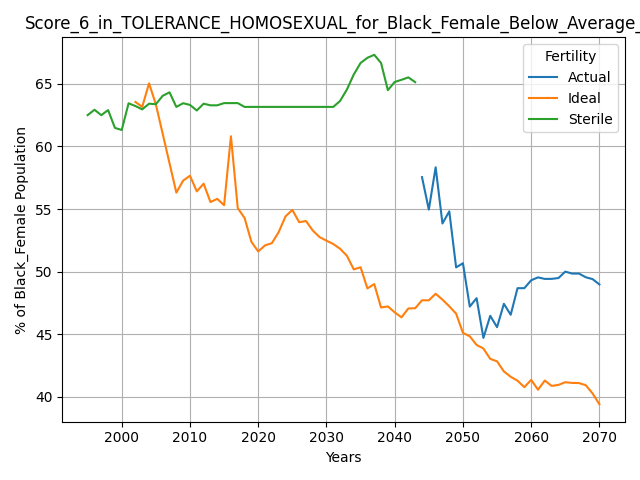 Score_6_in_TOLERANCE_HOMOSEXUAL_for_Black_Female_Below_Average_
Fertility
Actual
Ideal
Sterile
% of Black_Female Population
65
60
55
50
45
40
2000 2010 2020 2030 2040 2050 2060 2070
Years